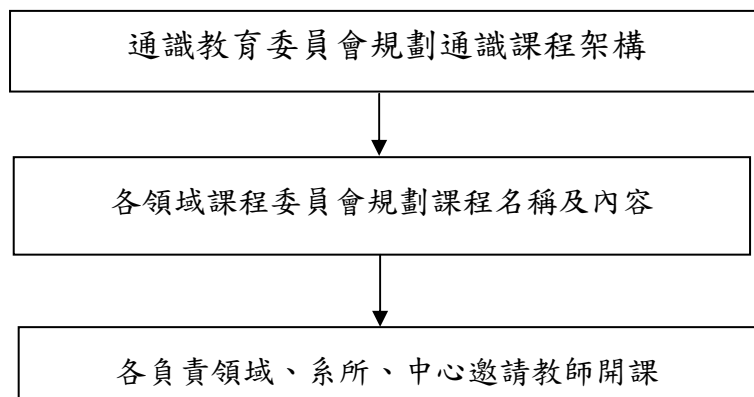 通識教育委員會規劃通識課程架構
各領域課程委員會規劃課程名稱及內容
各負責領域、系所、中心邀請教師開課